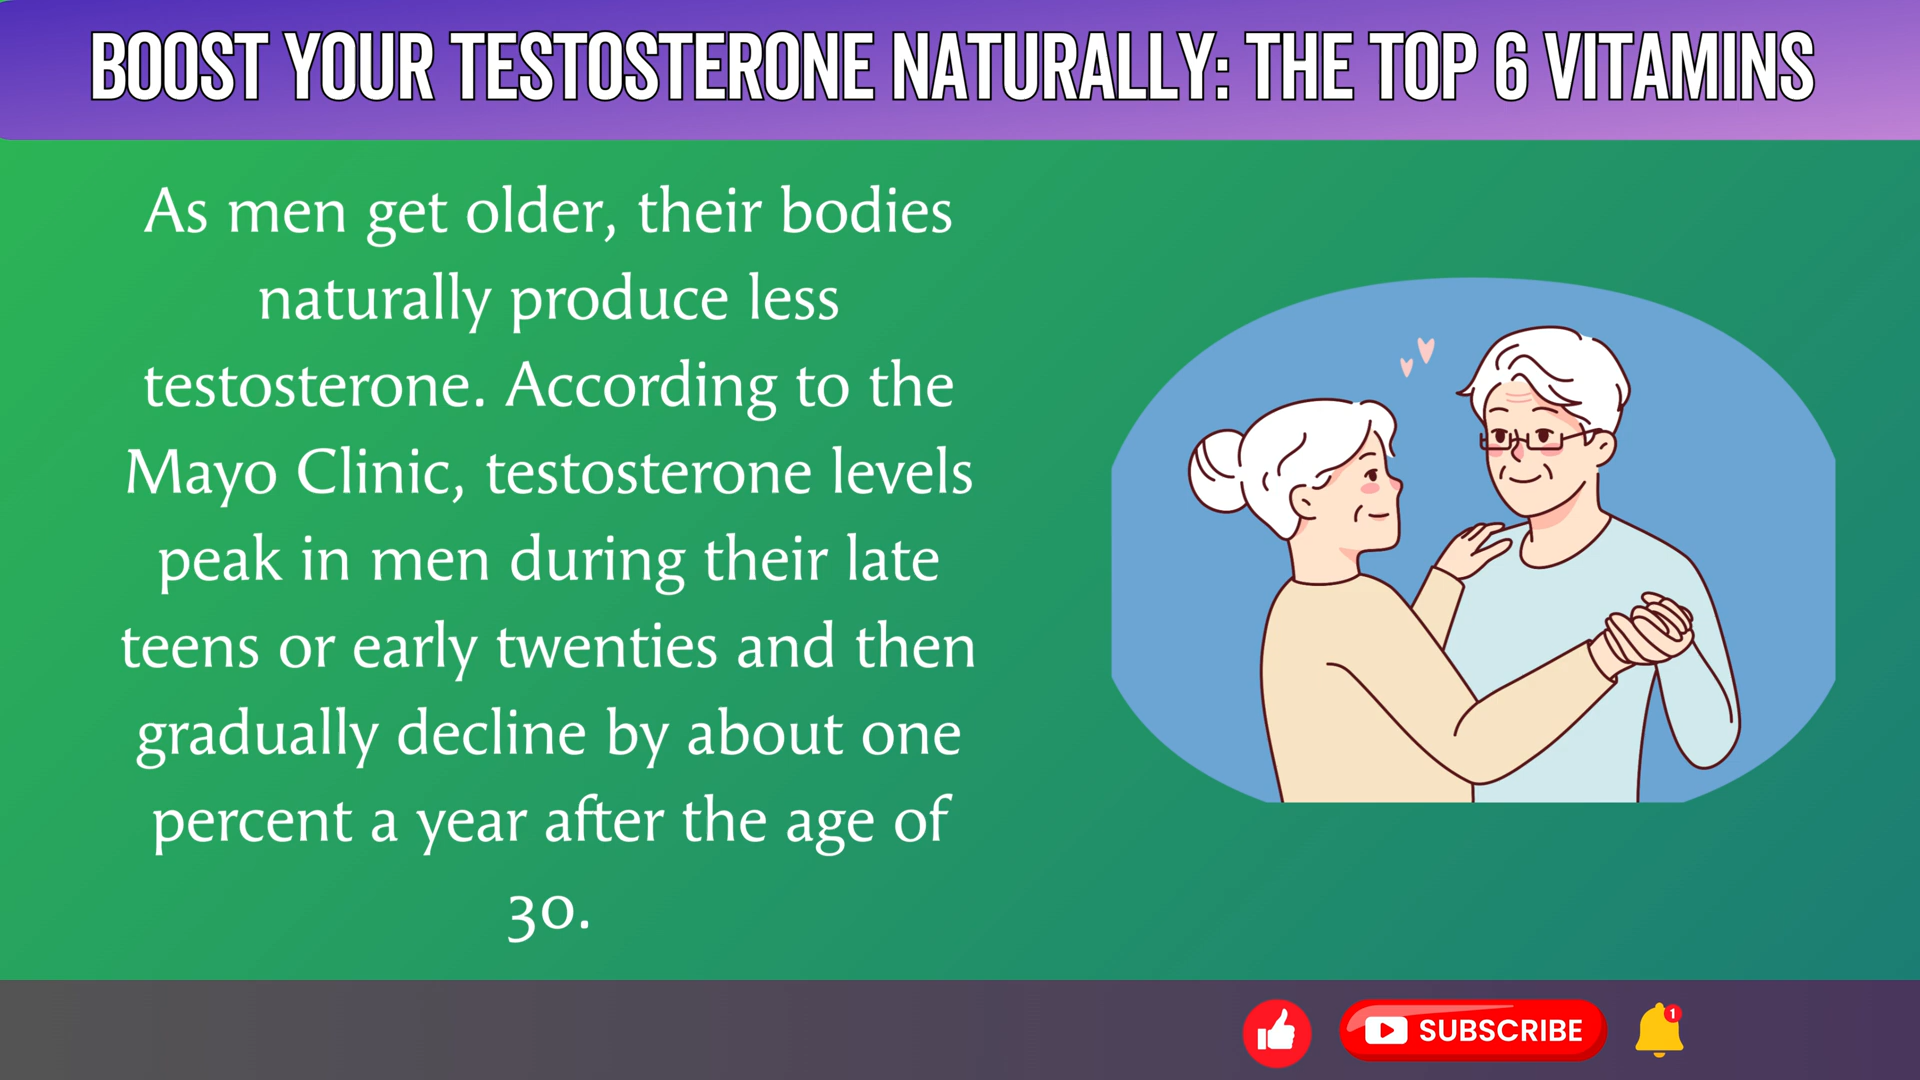 BOOST YOUR TESTOSTERONE NATURALLY: THE TOP 6 VITAMINS
As men get older, their bodies
naturally produce less
testosterone. According to the
Mayo Clinic, testosterone levels
peak in men during their late
teens or early twenties and then
gradually decline by about one
percent a year after the age of
30.
SUBSCRIBE
1